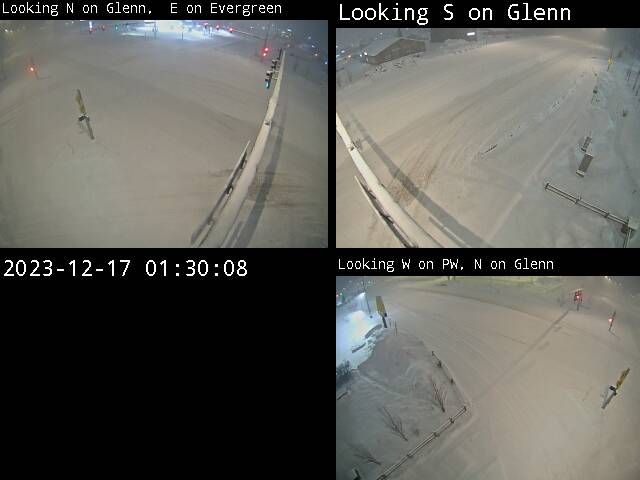 Looking N on Glenn,  E on Evergreen
Looking S on Glenn
2023-12-17 01:30:08
Looking W on PW, N on Glenn